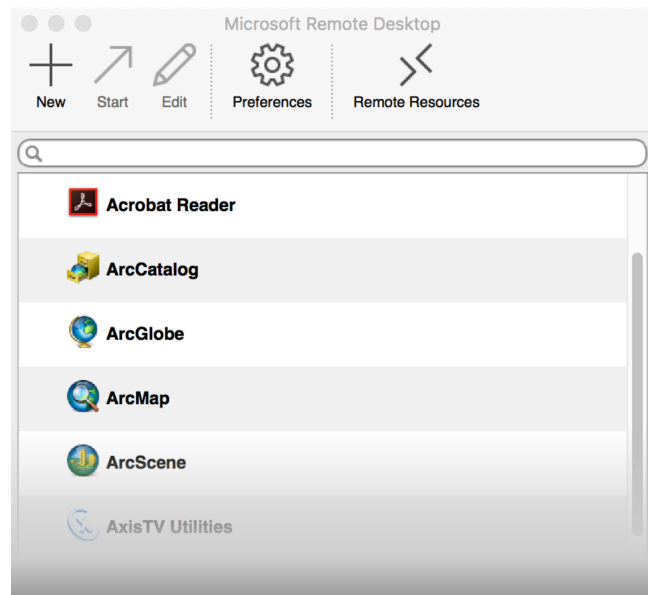 Microsoft Remote Desktop
New Start Edit Preferences Remote Resources
Acrobat Reader
ArcCatalog
ArcGlobe
ArcMap
ArcScene
AxisTV Utilities